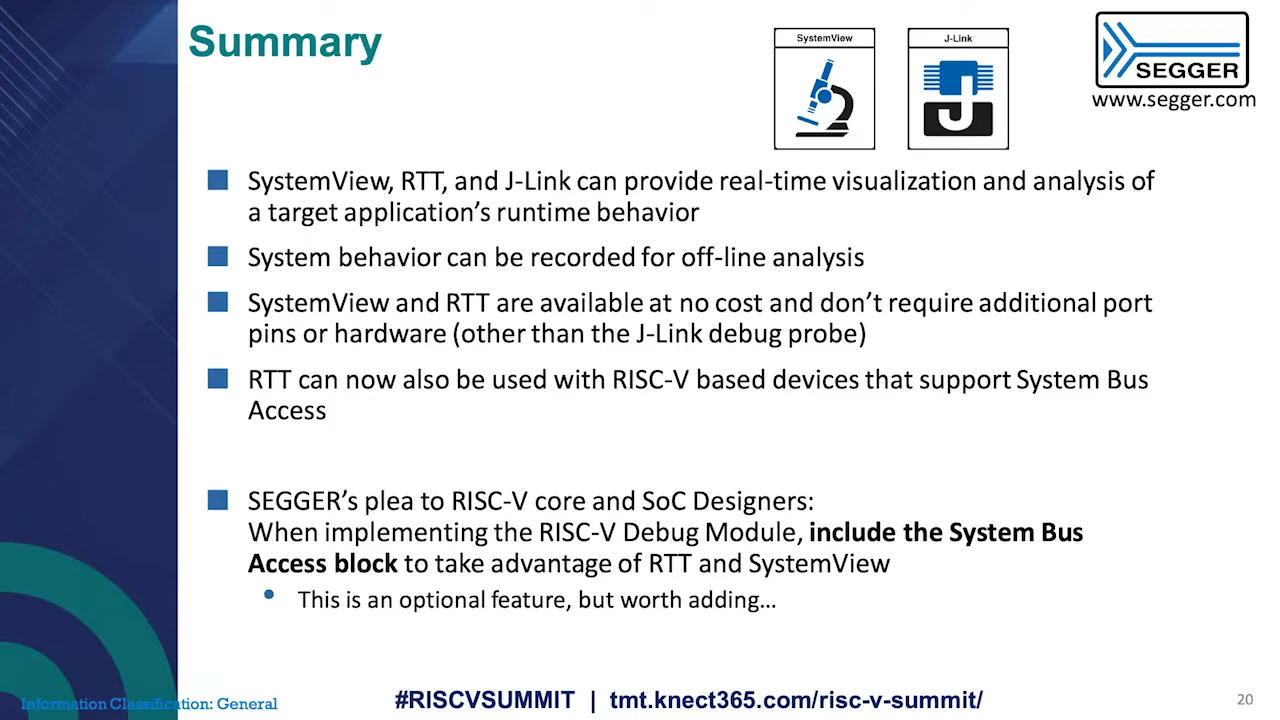 Summary
SystemView
J-Link
SEGGER
www.segger.com
SystemView, RTT, and J-Link can provide real-time visualization and analysis of
a target application’s runtime behavior
System behavior can be recorded for off-line analysis
SystemView and RTT are available at no cost and don’t require additional port
pins or hardware (other than the J-Link debug probe)
RTT can now also be used with RISC-V based devices that support System Bus
Access
SEGGER’s plea to RISC-V core and SoC Designers:
When implementing the RISC-V Debug Module, include the System Bus
Access block to take advantage of RTT and SystemView
This is an optional feature, but worth adding…
Information Classification: General
#RISCVSUMMIT | tmt.knect365.com/risc-v-summit/
20